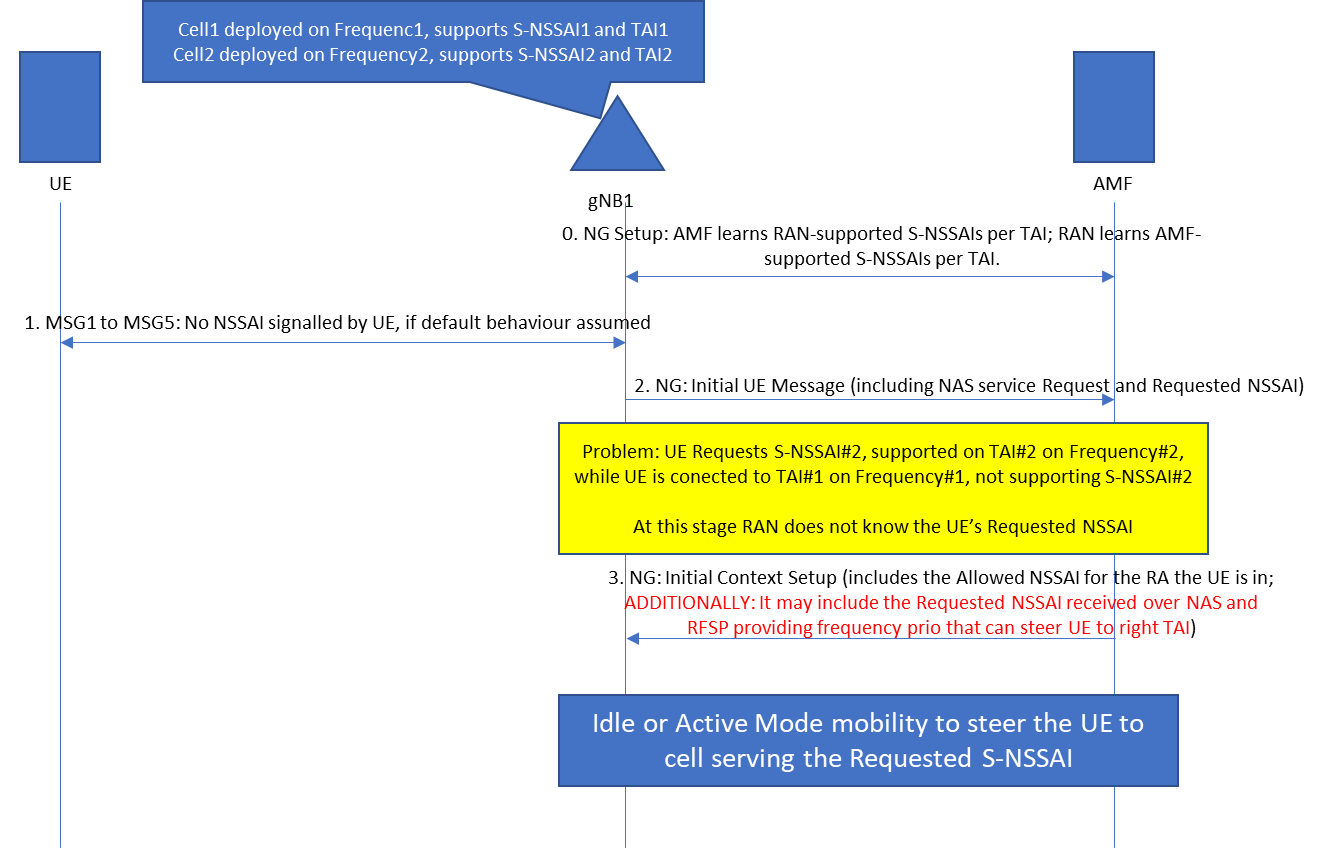 Cell1 deployed on Frequenc1, supports S-NSSAI1 and TAI1
Cell2 deployed on Frequency2, supports S-NSSAI2 and TAI2
UE
gNB1
AMF
0. NG Setup: AMF learns RAN-supported S-NSSAIs per TAI; RAN learns AMF-
supported S-NSSAIs per TAI.
1. MSG1 to MSG5: No NSSAI signalled by UE, if default behaviour assumed
2. NG: Initial UE Message (including NAS service Request and Requested NSSAI)
Problem: UE Requests S-NSSAI#2, supported on TAI#2 on Frequency#2,
while UE is conected to TAI#1 on Frequency#1, not supporting S-NSSAI#2
At this stage RAN does not know the UE’s Requested NSSAI
3. NG: Initial Context Setup (includes the Allowed NSSAI for the RA the UE is in;
ADDITIONALLY: It may include the Requested NSSAI received over NAS and
RFSP providing frequency prio that can steer UE to right TAI)
Idle or Active Mode mobility to steer the UE to
cell serving the Requested S-NSSAI